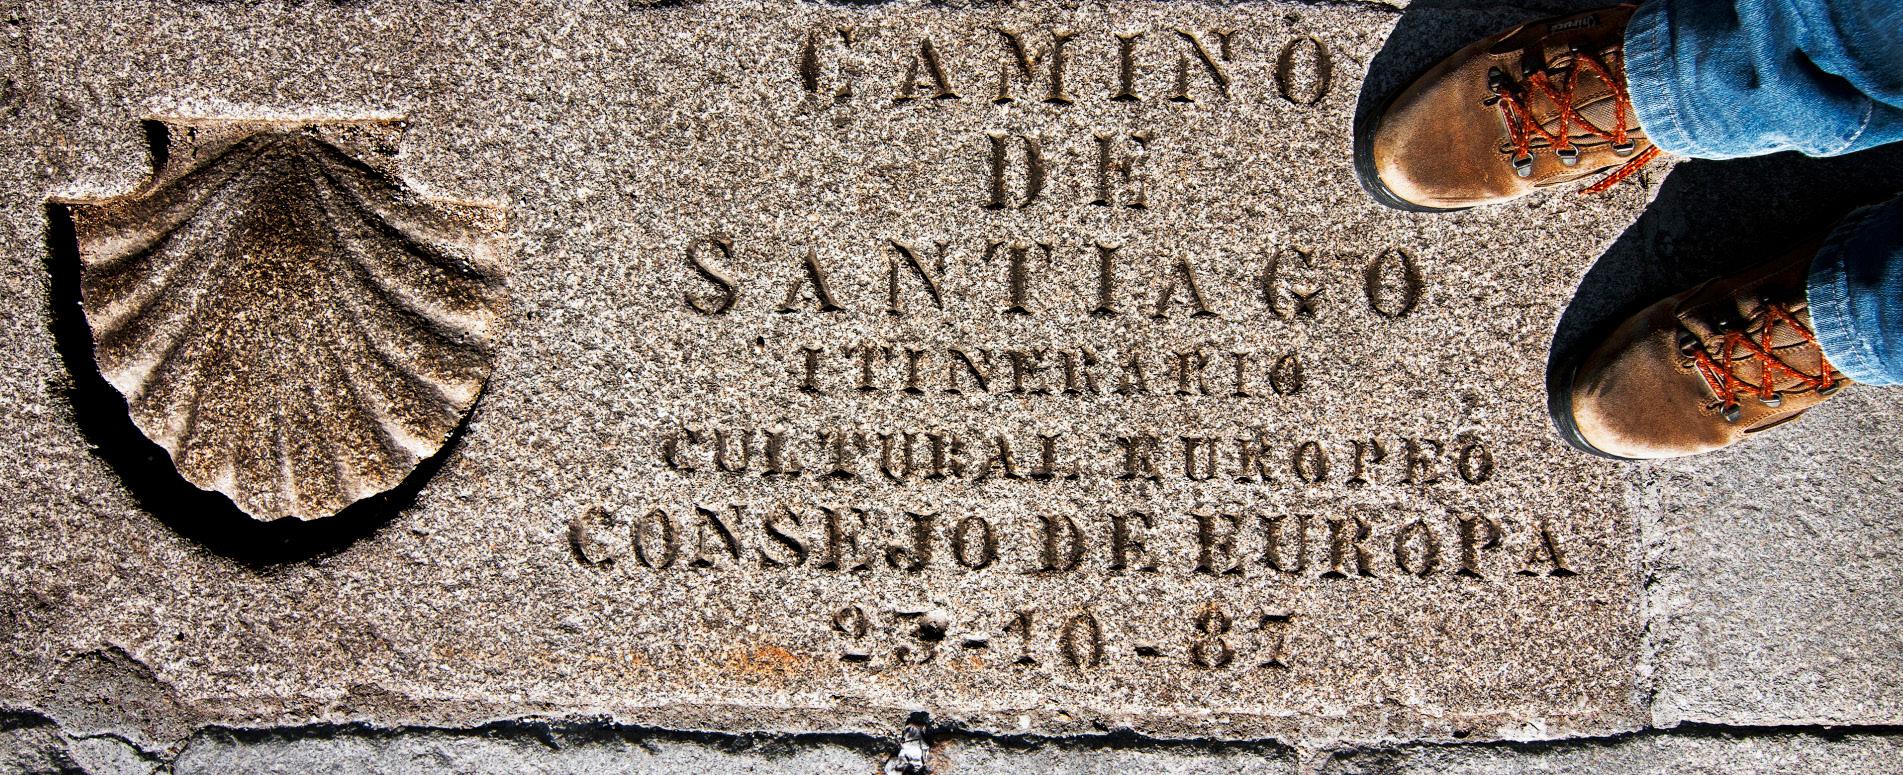 CAMINO
DE
SANTIAGO
ITINERARIO
CULTURAL EUROPEO
CONSEJO DE EUROPA
23-10-87